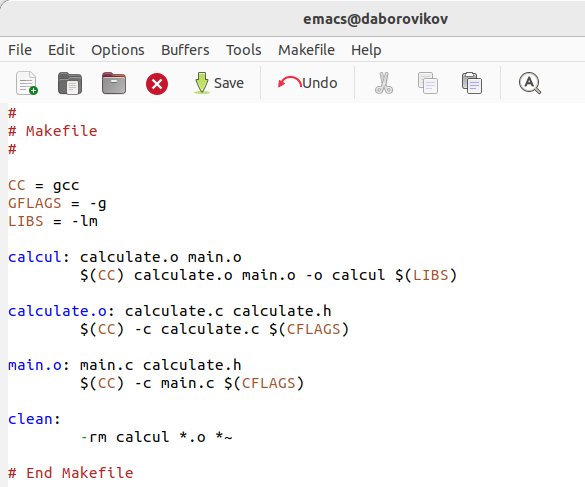 emacs@daborovikov
File Edit Options Buffers Tools Makefile Help
Save Undo
#
# Makefile
#
CC = gcc
GFLAGS = -g
LIBS = -lm
calcul: calculate.o main.o
$(CC) calculate.o main.o -o calcul $(LIBS)
calculate.o: calculate.c calculate.h
$(CC) -c calculate.c $(CFLAGS)
main.o: main.c calculate.h
$(CC) -c main.c $(CFLAGS)
clean:
-rm calcul *.o *~
# End Makefile